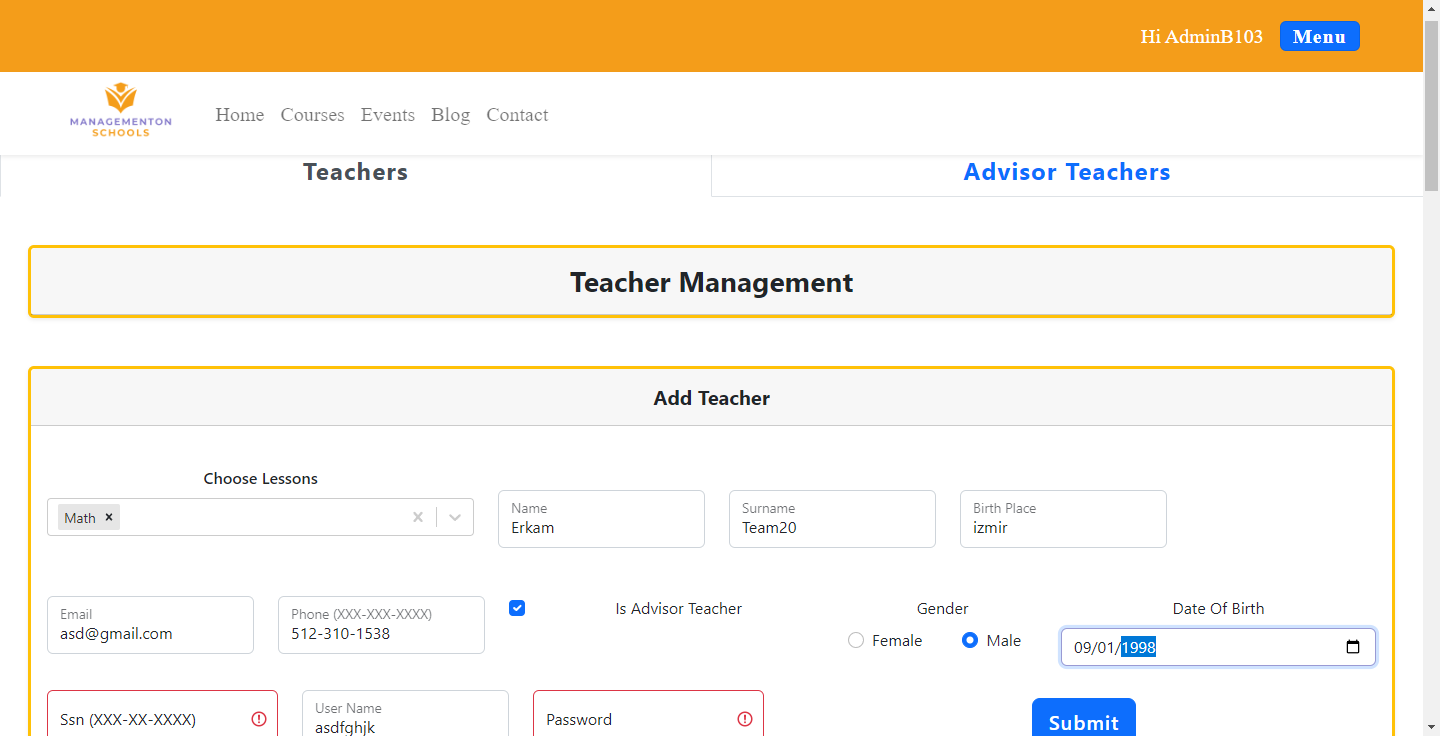 Hi AdminB103 Menu
MANAGEMENTON
SCHOOLS
Home Courses Events Blog Contact
Teachers Advisor Teachers
Teacher Management
Add Teacher
Choose Lessons
Math
Name
Erkam
Surname
Team20
Birth Place
izmir
Email
asd@gmail.com
Phone (XXX-XXX-XXXX)
512-310-1538
Is Advisor Teacher
Gender
Female Male
Date Of Birth
09/01/1998
Ssn (XXX-XX-XXXX)
User Name
asdfghjk
Password
Submit